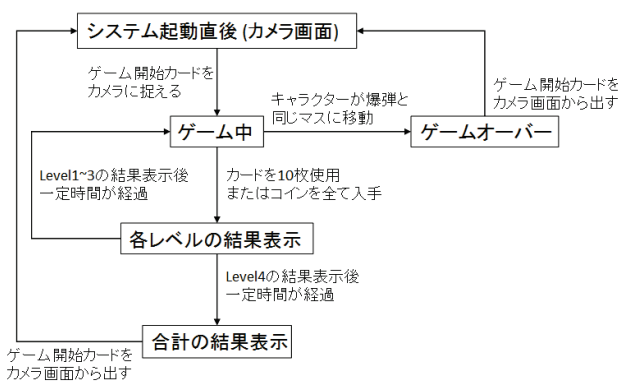 システム起動直後 (カメラ画面)
ゲーム開始カードを
カメラに捉える
ゲーム開始カードを
カメラ画面から出す
キャラクターが爆弾と
同じマスに移動
ゲーム中
ゲームオーバー
Level1~3の結果表示後
一定時間が経過
カードを10枚使用
またはコインを全て入手
各レベルの結果表示
Level4の結果表示後
一定時間が経過
合計の結果表示
ゲーム開始カードを
カメラ画面から出す